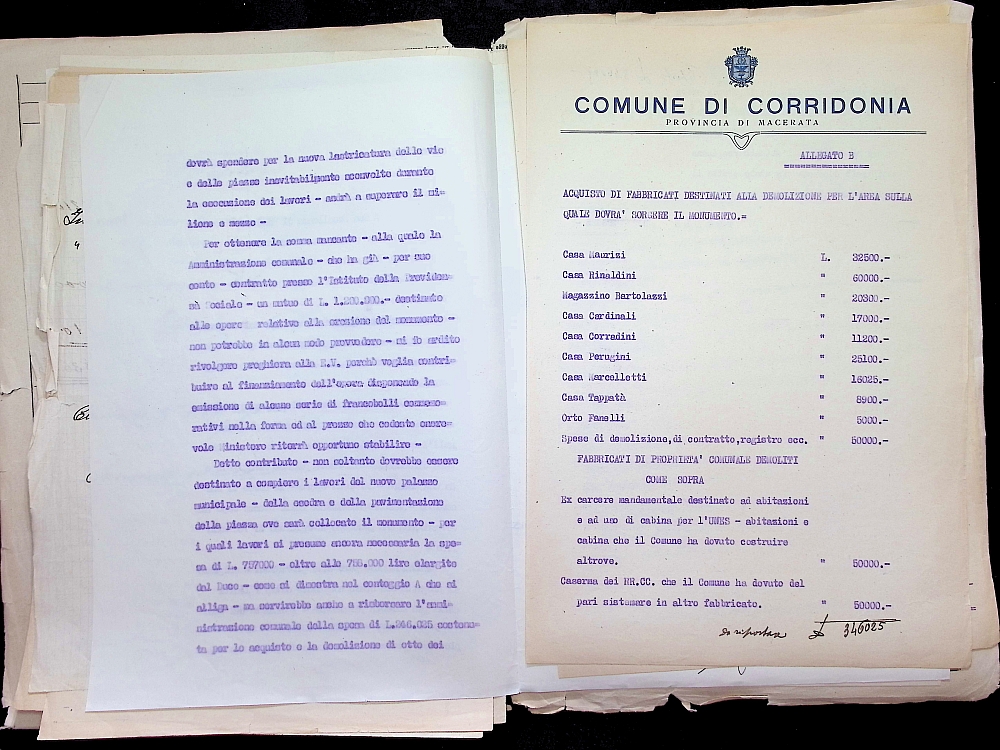 dovrà spendere per la nuova lastricatura delle vie
e delle piazze inevitabilmente sconvolte durante
la esecuzione dei lavori - andrà a superare il mi=
lione e mezzo -
Per ottenere la somma mancante - alla quale la
Amministrazione comunale - che ha già - per suo
conto - contratto presso l'Istituto della Previden=
za Sociale - un mutuo di L. 1.200.000.- destinato
alle opere relative alla erezione del monumento -
non potrebbe in alcun modo provvedere - mi fo ardito
rivolgere preghiera alla E.V. perchè voglia contri=
buire al finanziamento dell'opera disponendo la
emissione di alcune serie di francobolli commemo=
rativi nella forma ed al prezzo che codesto onore=
vole Ministero riterrà opportuno stabilire -
Detto contributo - non soltanto dovrebbe essere
destinato a compiere i lavori del nuovo palazzo
municipale - della esedra e della pavimentazione
della piazza ove sarà collocato il monumento - per
i quali lavori si presume ancora necessaria la spe=
sa di L. 757000 - oltre alle lire elargite
dal Duce - come si dimostra nel conteggio A che si
alliga - ma servirebbe anche a rimborsare l'ammi=
nistrazione comunale della spesa di sostenu=
ta per lo acquisto e la demolizione di otto dei
COMUNE DI CORRIDONIA
PROVINCIA DI MACERATA
ALLEGATO B
ACQUISTO DI FABBRICATI DESTINATI ALLA DEMOLIZIONE PER L'AREA SULLA
QUALE DOVRA' SORGERE IL MONUMENTO.=
Casa Maurizi L. 32500.-
Casa Rinaldini " 60000.-
Magazzino Bartolazzi " 20300.-
Casa Cardinali " 17000.-
Casa Corradini " 11200.-
Casa Perugini " 25100.-
Casa Marcelletti " 16025.-
Casa Tappatà " 8900.-
Orto Fanelli " 5000.-
Spese di demolizione,di contratto,registro ecc. " 50000.-
FABBRICATI DI PROPRIETA' COMUNALE DEMOLITI
COME SOPRA
Ex carcere mandamentale destinato ad abitazioni
e ad uso di cabina per l'UNES - abitazioni e
cabina che il Comune ha dovuto costruire
altrove. " 50000.-
Caserma dei RR.CC. che il Comune ha dovuto del
pari sistemare in altro fabbricato. " 50000.-
da riportare £ 346025